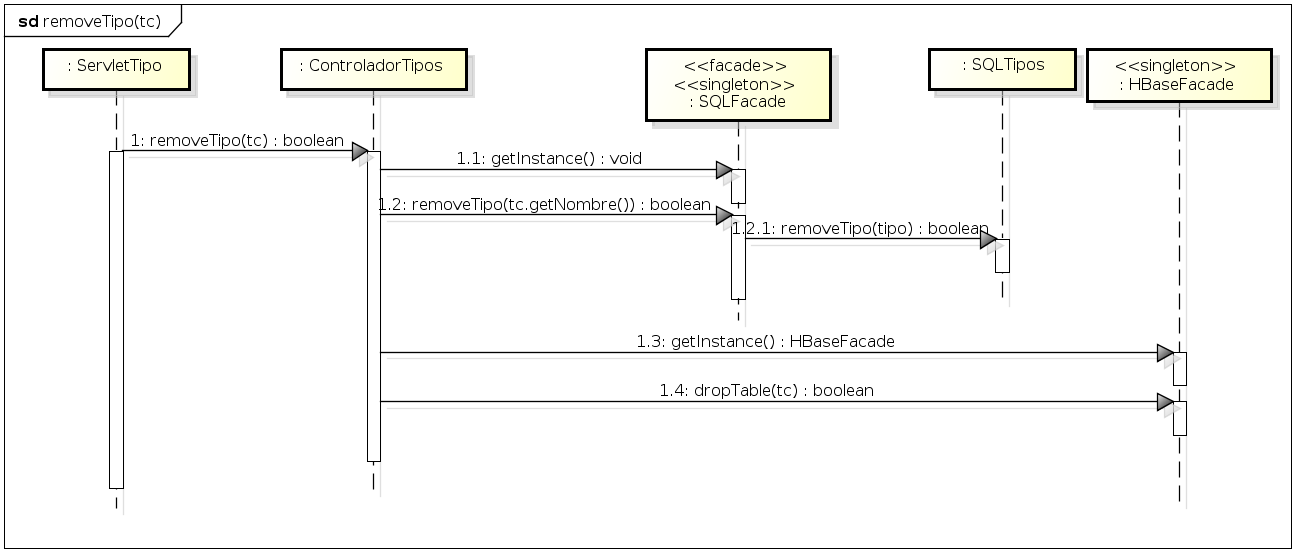 sd removeTipo(tc)
: ServletTipo
: ControladorTipos
<<facade>>
<<singleton>>
: SQLFacade
: SQLTipos
<<singleton>>
: HBaseFacade
1: removeTipo(tc) : boolean
1.1: getInstance() : void
1.2: removeTipo(tc.getNombre()) : boolean
1.2.1: removeTipo(tipo) : boolean
1.3: getInstance() : HBaseFacade
1.4: dropTable(tc) : boolean